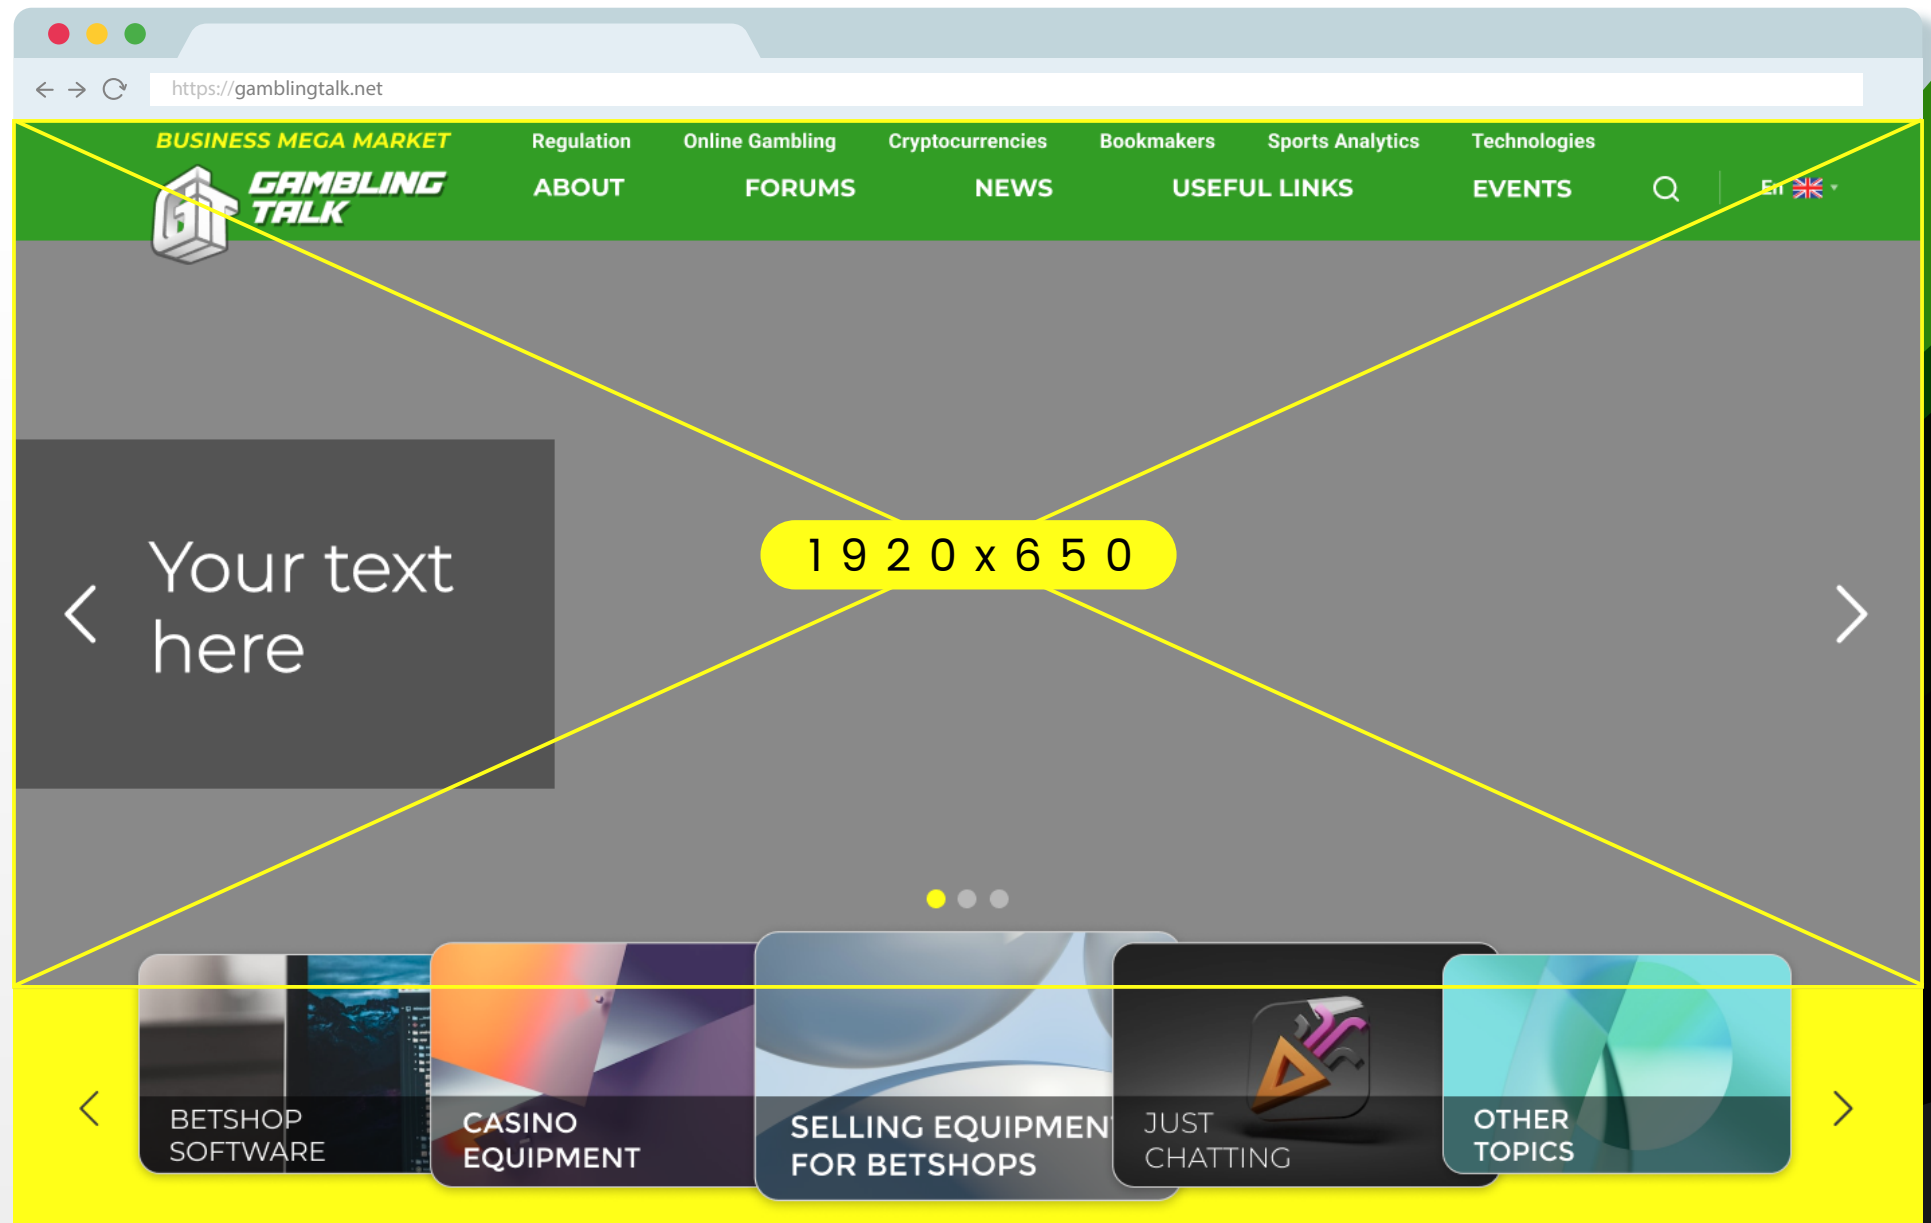 https://gamblingtalk.net
BUSINESS MEGA MARKET
Regulation Online Gambling Cryptocurrencies Bookmakers Sports Analytics Technologies
GAMBLING
TALK
ABOUT FORUMS NEWS USEFUL LINKS EVENTS En
Your text
here
1920x650
BETSHOP
SOFTWARE
CASINO
EQUIPMENT
SELLING EQUIPMEN
FOR BETSHOPS
JUST
CHATTING
OTHER
TOPICS